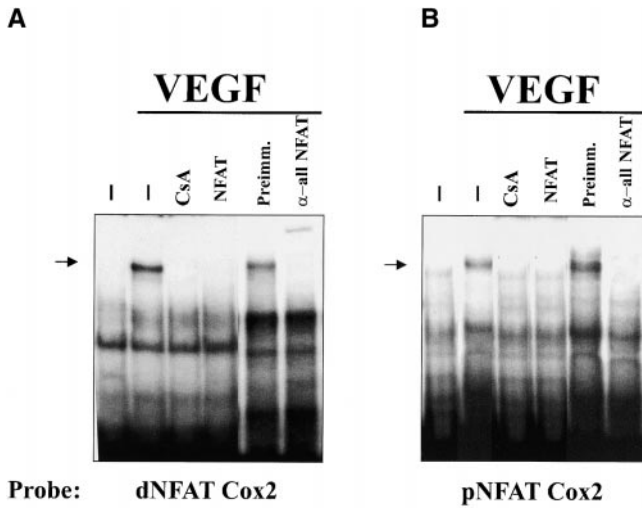 A
VEGF
–
–
CsA
NFAT
Preimm.
α–all NFAT
Probe: dNFAT Cox2
B
VEGF
–
–
CsA
NFAT
Preimm.
α–all NFAT
pNFAT Cox2